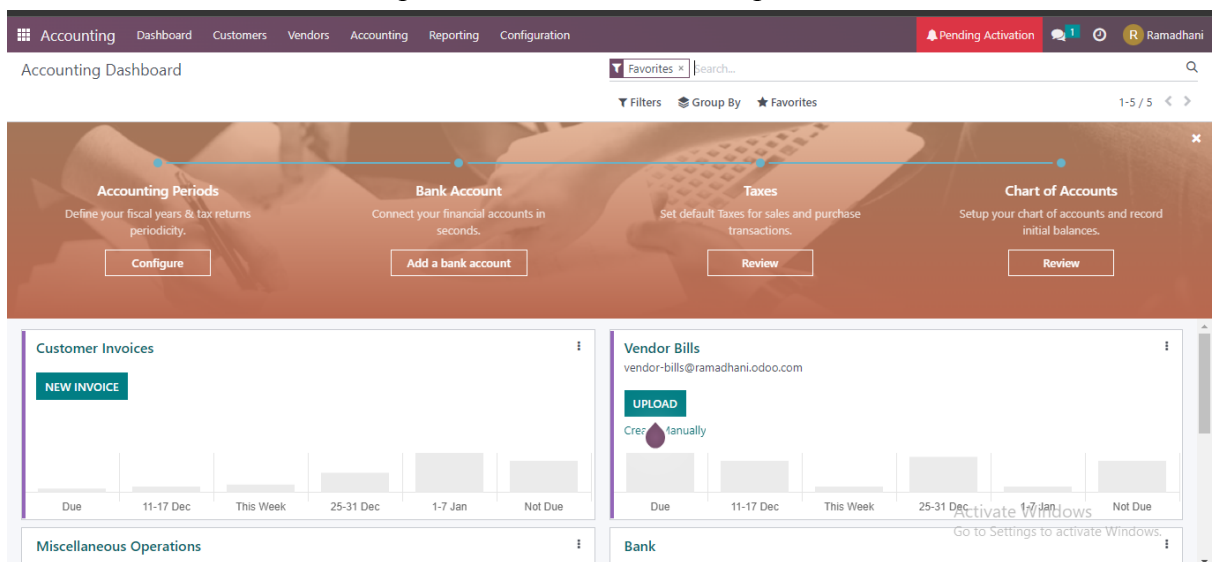 Accounting Dashboard Customers Vendors Accounting Reporting Configuration Pending Activation 1 R Ramadhani
Accounting Dashboard
Favorites × Search...
Filters Group By Favorites 1-5 / 5
Accounting Periods
Define your fiscal years & tax returns
periodicity.
Configure
Bank Account
Connect your financial accounts in
seconds.
Add a bank account
Taxes
Set default Taxes for sales and purchase
transactions.
Review
Chart of Accounts
Setup your chart of accounts and record
initial balances.
Review
Customer Invoices
NEW INVOICE
Due 11-17 Dec This Week 25-31 Dec 1-7 Jan Not Due
Vendor Bills
vendor-bills@ramadhani.odoo.com
UPLOAD
Manually
Due 11-17 Dec This Week 25-31 Dec 1-7 Jan Not Due
Activate Windows
Go to Settings to activate Windows.
Miscellaneous Operations
Bank